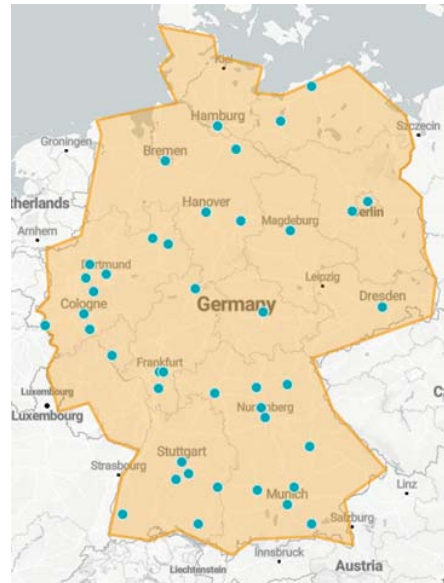 Kiel
Hamburg
Szczecin
Groningen
Bremen
therlands
Hanover
Berlin
Magdeburg
Arnhem
Dortmund
Leipzig
Cologne
Germany
Dresden
Frankfurt
Luxembourg
Luxembourg
Nuremberg
C
Stuttgart
Strasbourg
Linz
Munich
Salzburg
Innsbruck
Liechtenstein
Austria